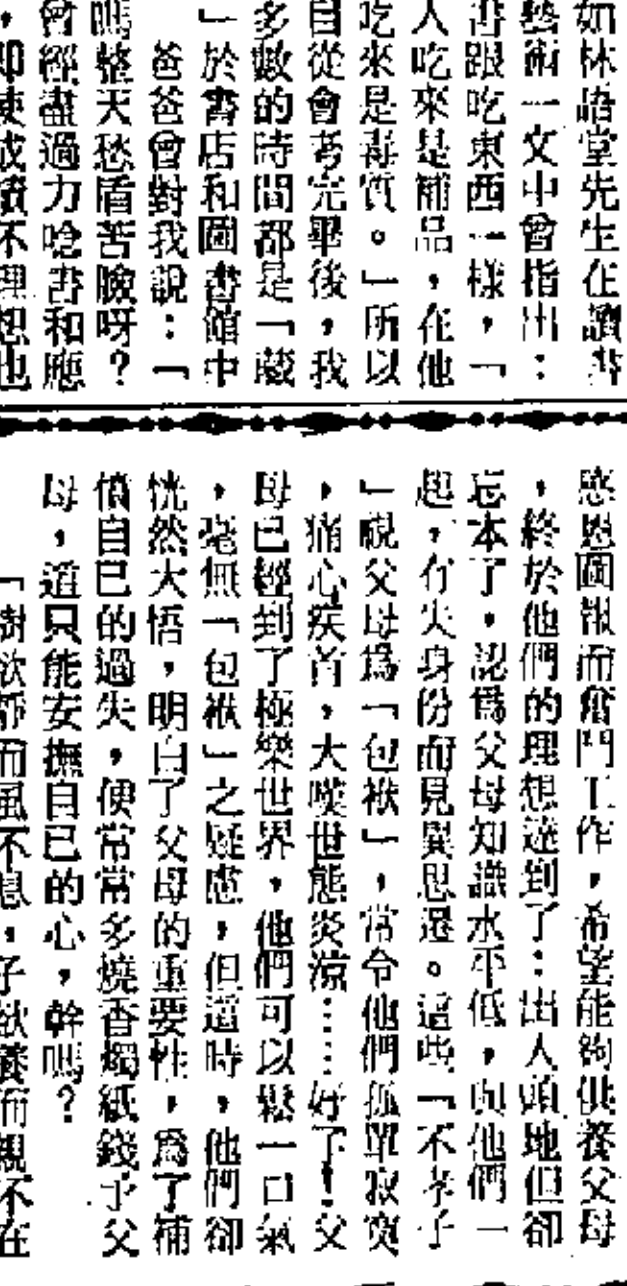 如林語堂先生在讀書
藝術一文中曾指出：
書跟吃東西一樣，「
人吃來是補品，在他
吃來是毒質。」所以
自從會考完畢後，我
多數的時間都是「蔵
」於書店和圖書館中
爸爸曾對我說：「
嗎整天愁眉苦臉呀？
曾經盡過力唸書和應
，即使成績不理想也
感恩圖報而奮鬥工作，希望能夠供養父母
，終於他們的理想達到了：出人頭地但卻
忘本了，認爲父母知識水平低，與他們一
起，有失身份而見異思遷。這些「不孝子
」視父母爲「包袱」，常令他們孤單寂寞
，痛心疾首，大嘆世態炎涼……好了！父
母已經到了極樂世界，他們可以鬆一口氣
，毫無「包袱」之疑慮，但這時，他們卻
恍然大悟，明白了父母的重要性，爲了補
償自己的過失，便常常多燒香燭紙錢予父
母，這只能安撫自己的心，幹嗎？
「樹欲靜而風不息，子欲養而親不在